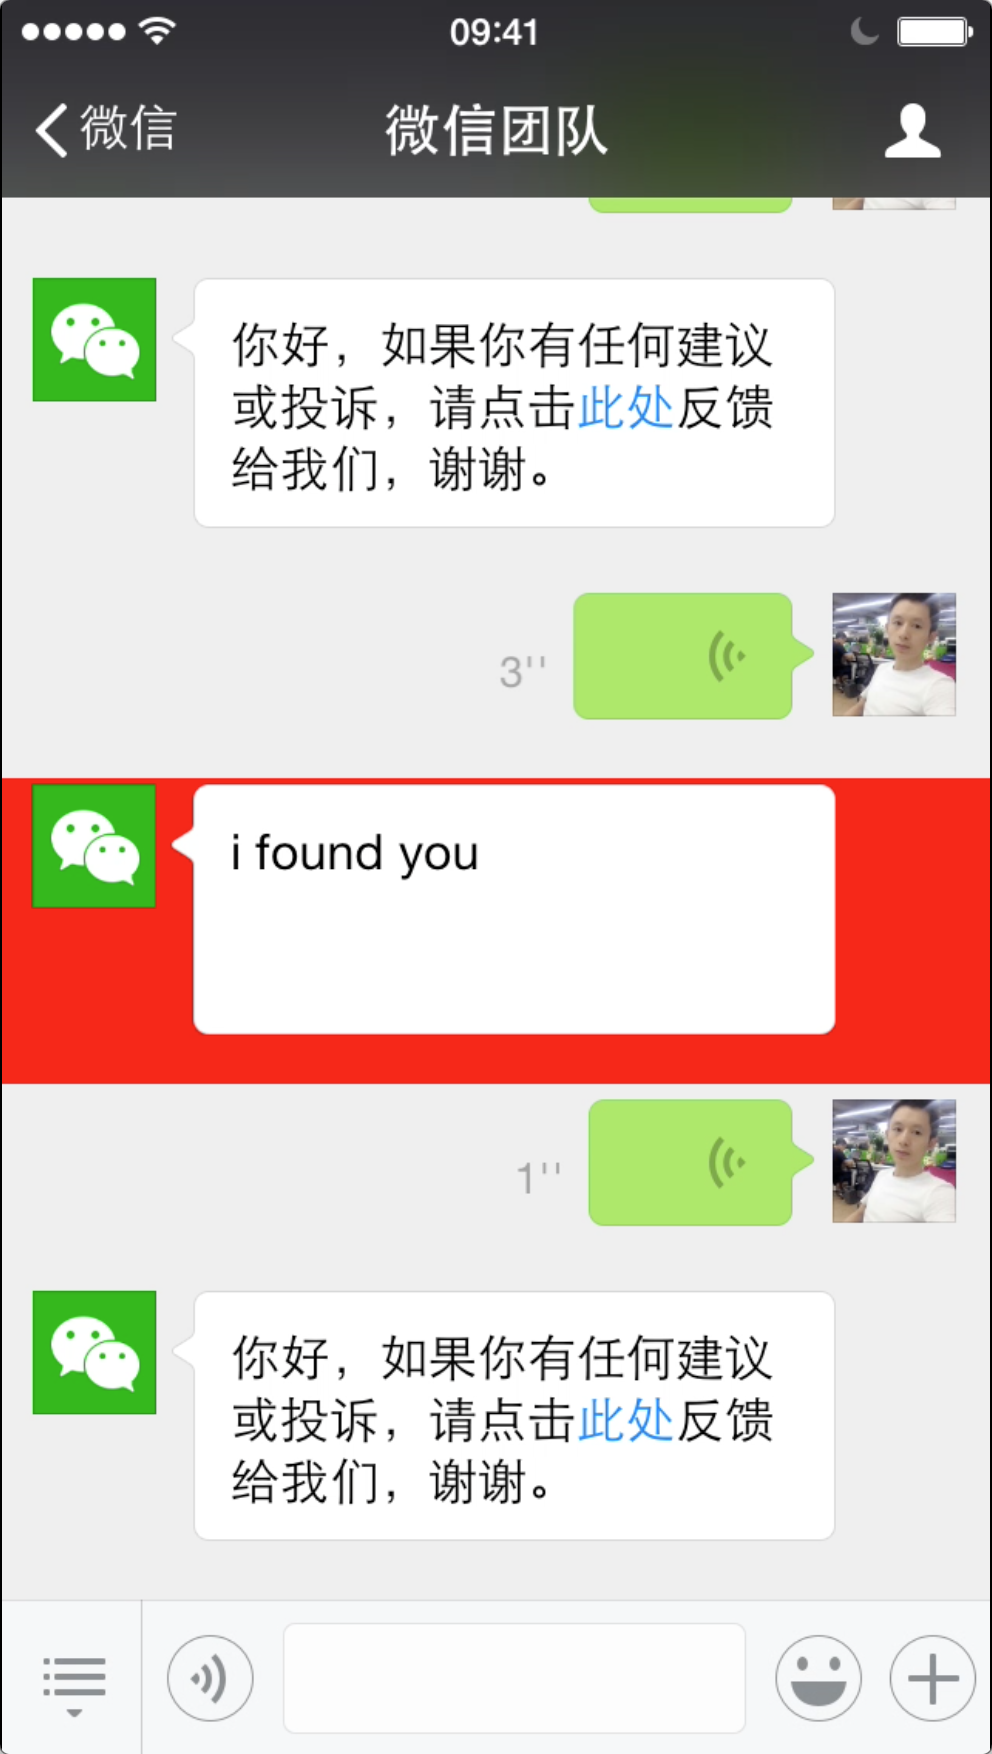 09:41
微信
微信团队
你好，如果你有任何建议
或投诉，请点击此处反馈
给我们，谢谢。
3''
i found you
1''
你好，如果你有任何建议
或投诉，请点击此处反馈
给我们，谢谢。